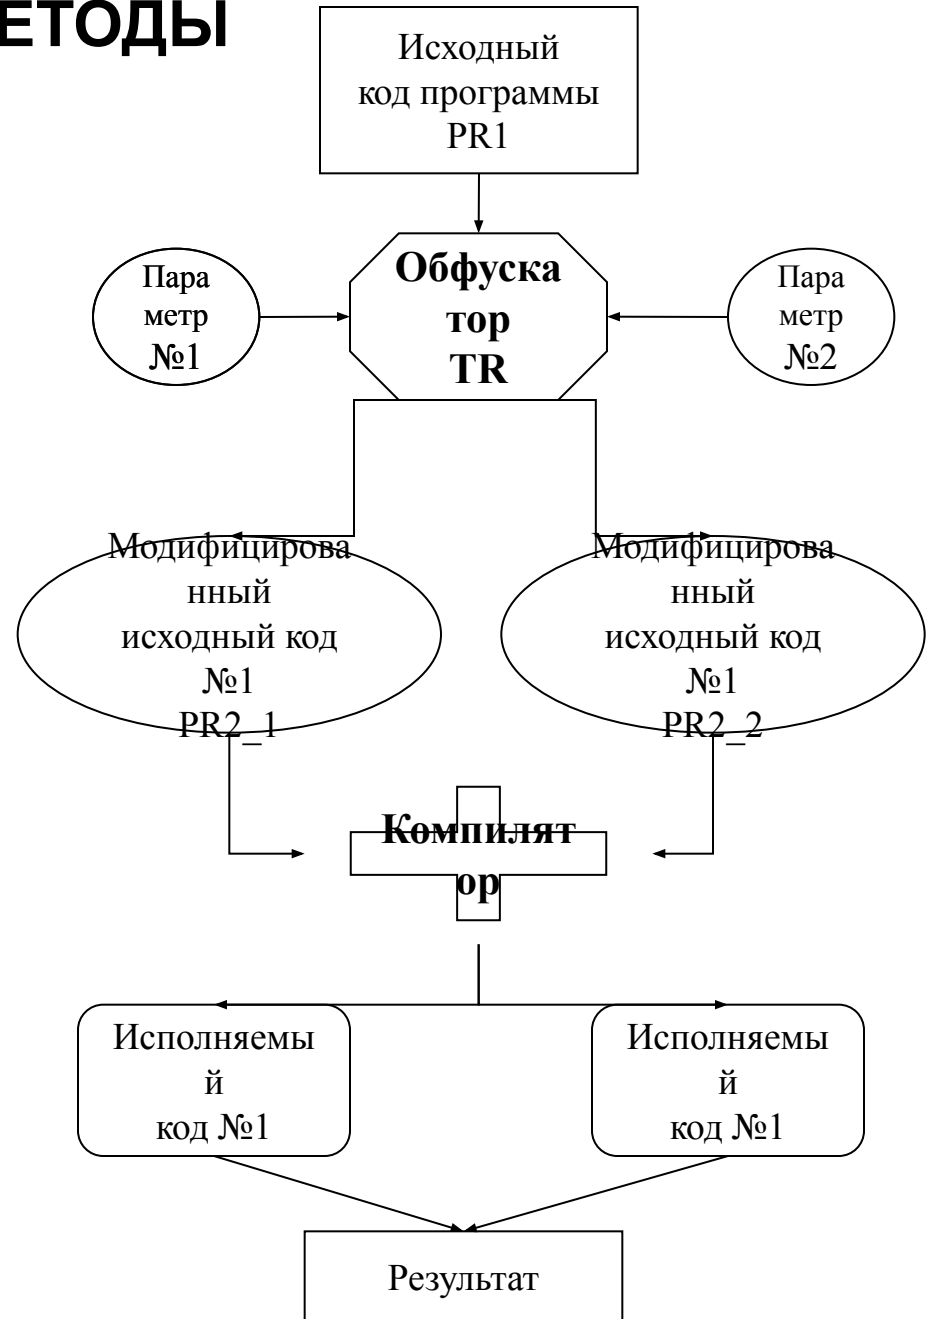 ЕТОДЫ
Исходный
код программы
PR1
Пара
метр
№1
Обфуска
тор
TR
Пара
метр
№2
Модифицирова
нный
исходный код
№1
PR2_1
Модифицирова
нный
исходный код
№1
PR2_2
Компилят
ор
Исполняемы
й
код №1
Исполняемы
й
код №1
Результат